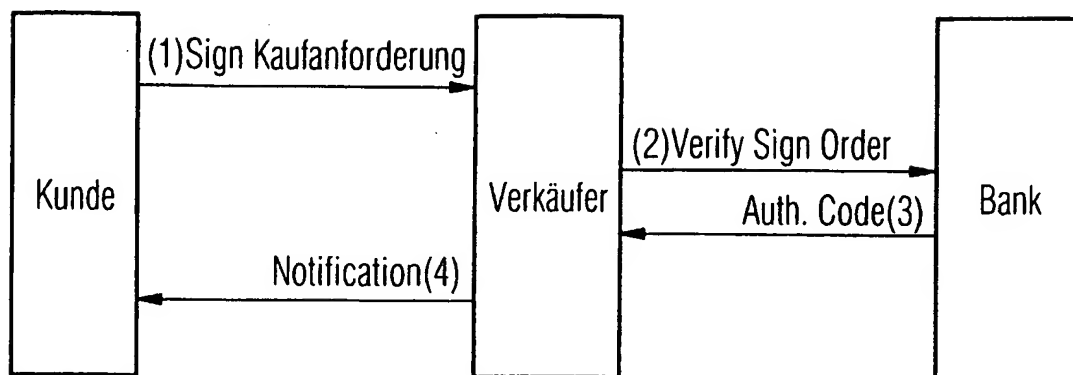 (1)Sign Kaufanforderung
(2)Verify Sign Order
Kunde
Verkäufer
Bank
Auth. Code(3)
Notification(4)